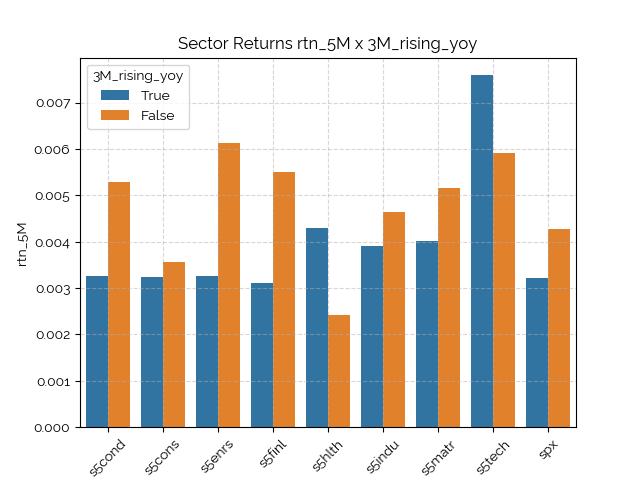 Sector Returns rtn_5M x 3M_rising_yoy
3M_rising_yoy
True
False
rtn_5M
0.007
0.006
0.005
0.004
0.003
0.002
0.001
0.000
s5cond
s5cons
s5enrs
s5finl
s5hlth
s5indu
s5matr
s5tech
spx